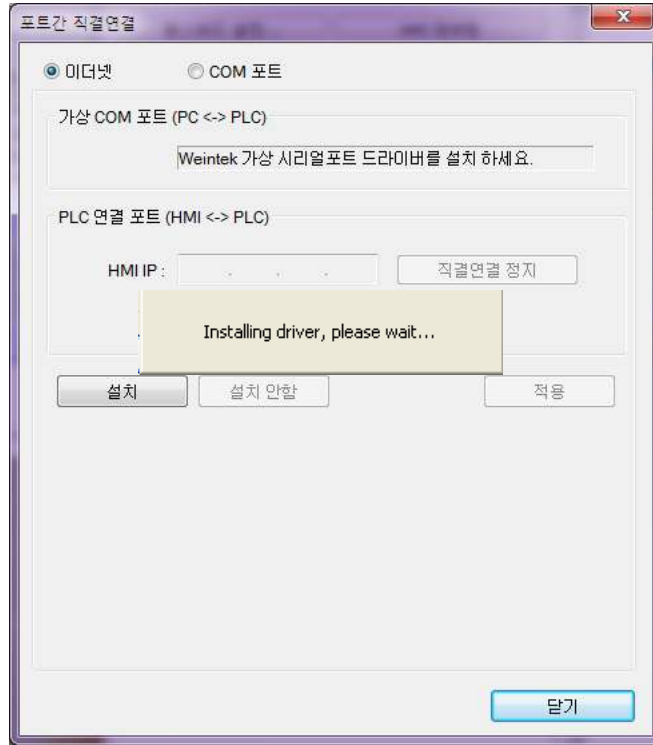 포트간 직결연결
이더넷 COM 포트
가상 COM 포트 (PC <-> PLC)
Weintek 가상 시리얼포트 드라이버를 설치 하세요.
PLC 연결 포트 (HMI <-> PLC)
HMI IP : . . . 직결연결 정지
Installing driver, please wait...
설치 설치 안함 적용
닫기